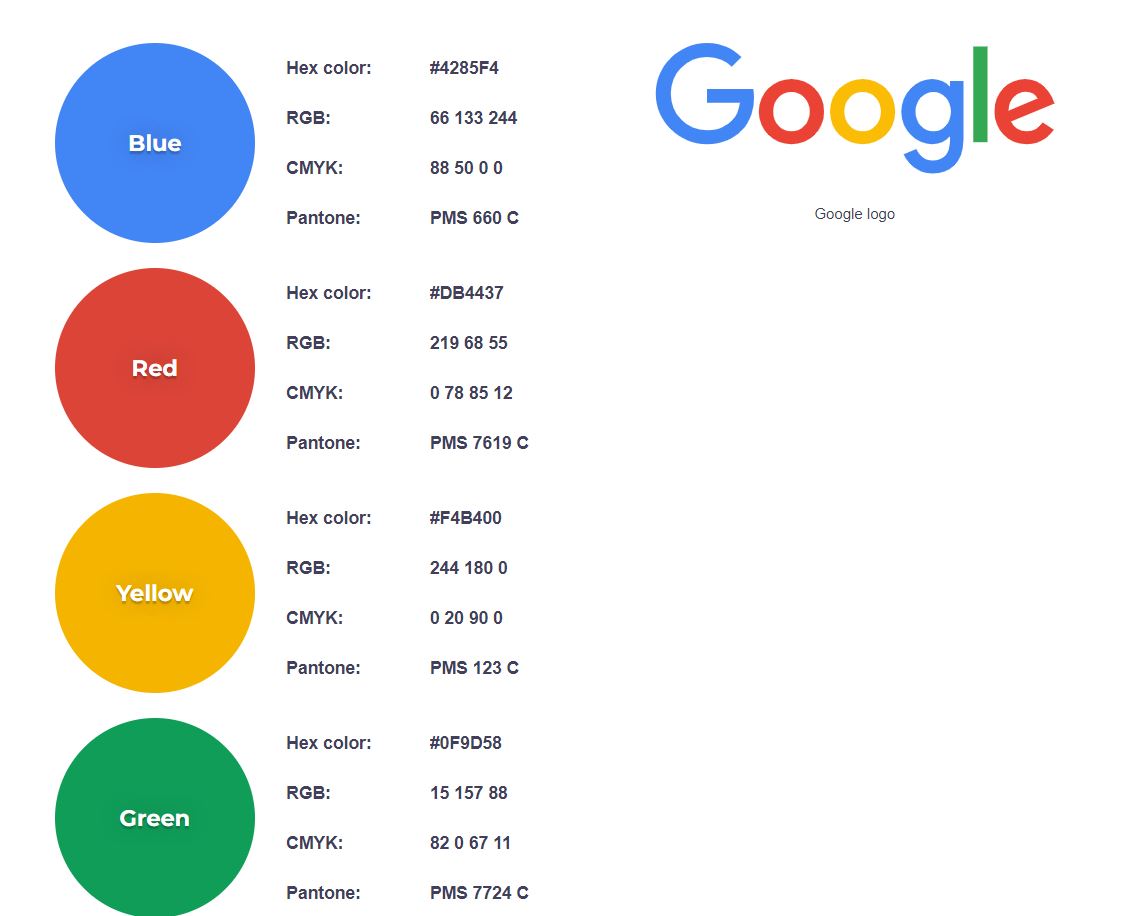 Blue
Hex color: #4285F4
RGB: 66 133 244
CMYK: 88 50 0 0
Pantone: PMS 660 C
Google
Google logo
Red
Hex color: #DB4437
RGB: 219 68 55
CMYK: 0 78 85 12
Pantone: PMS 7619 C
Yellow
Hex color: #F4B400
RGB: 244 180 0
CMYK: 0 20 90 0
Pantone: PMS 123 C
Green
Hex color: #0F9D58
RGB: 15 157 88
CMYK: 82 0 67 11
Pantone: PMS 7724 C